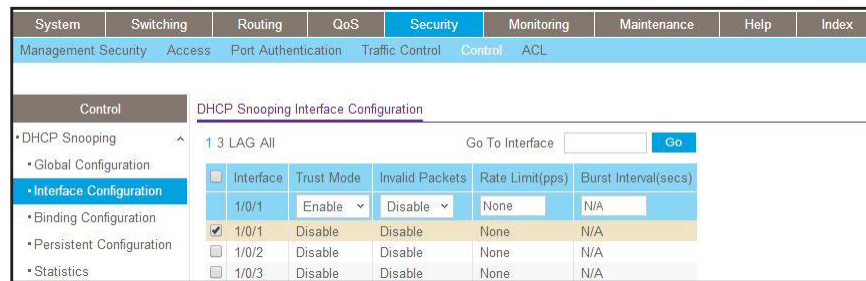 System Switching Routing QoS Security Monitoring Maintenance Help Index
Management Security Access Port Authentication Traffic Control Control ACL
Control
DHCP Snooping
Global Configuration
Interface Configuration
Binding Configuration
Persistent Configuration
Statistics
DHCP Snooping Interface Configuration
1 3 LAG All Go To Interface Go
Interface Trust Mode Invalid Packets Rate Limit(pps) Burst Interval(secs)
1/0/1 Enable Disable None N/A
1/0/1 Disable Disable None N/A
1/0/2 Disable Disable None N/A
1/0/3 Disable Disable None N/A